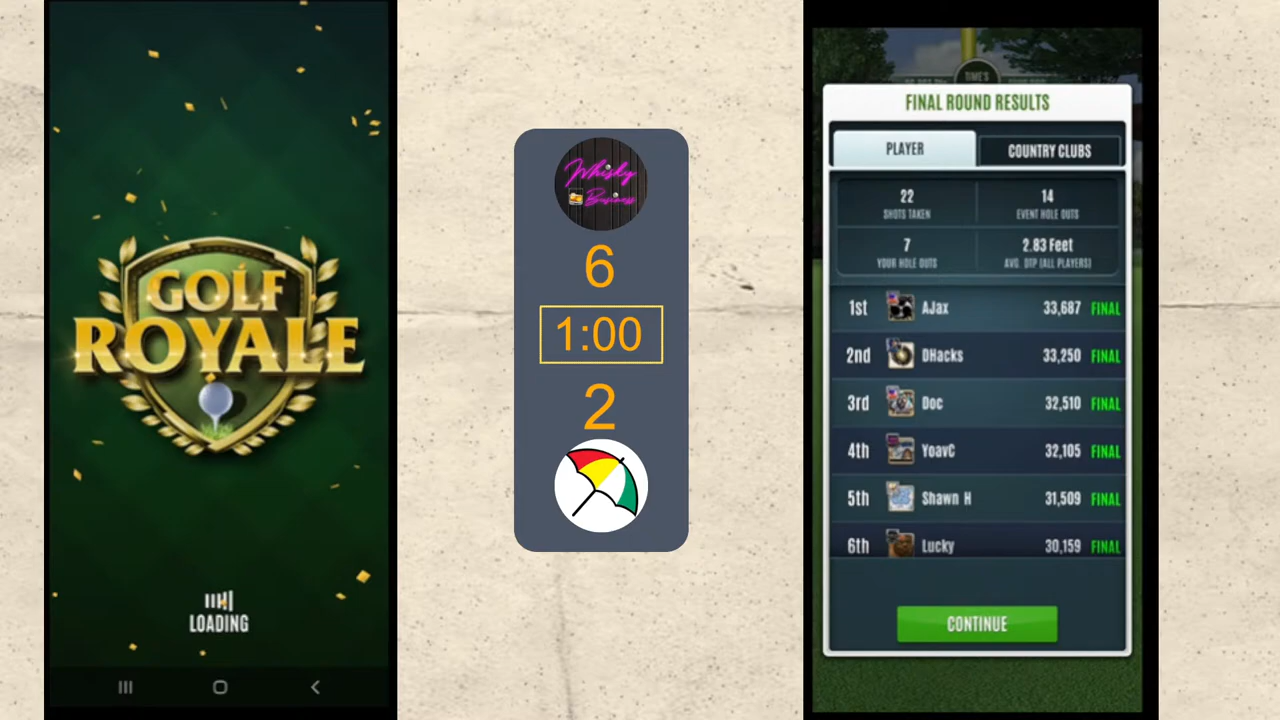 GOLF
ROYALE
LOADING
Whisky
Business
6
1:00
2
TIME'S
FINAL ROUND RESULTS
PLAYER
COUNTRY CLUBS
22
SHOTS TAKEN
14
EVENT HOLE OUTS
7
YOUR HOLE OUTS
2.83 Feet
AVG. DTP (ALL PLAYERS)
1st AJax 33,687 FINAL
2nd DHacks 33,250 FINAL
3rd Doc 32,510 FINAL
4th YoavC 32,105 FINAL
5th Shawn H 31,509 FINAL
6th Lucky 30,159 FINAL
CONTINUE